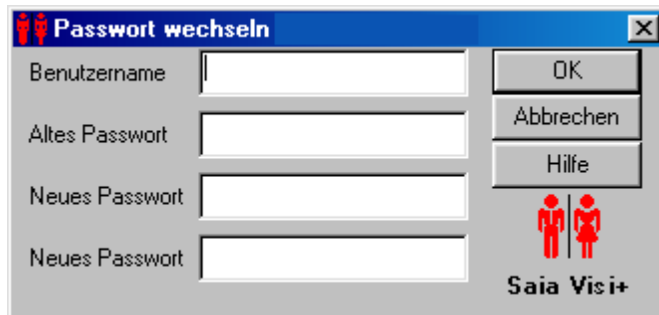 Passwort wechseln
Benutzername
OK
Altes Passwort
Abbrechen
Hilfe
Neues Passwort
Neues Passwort
Saia Visi+